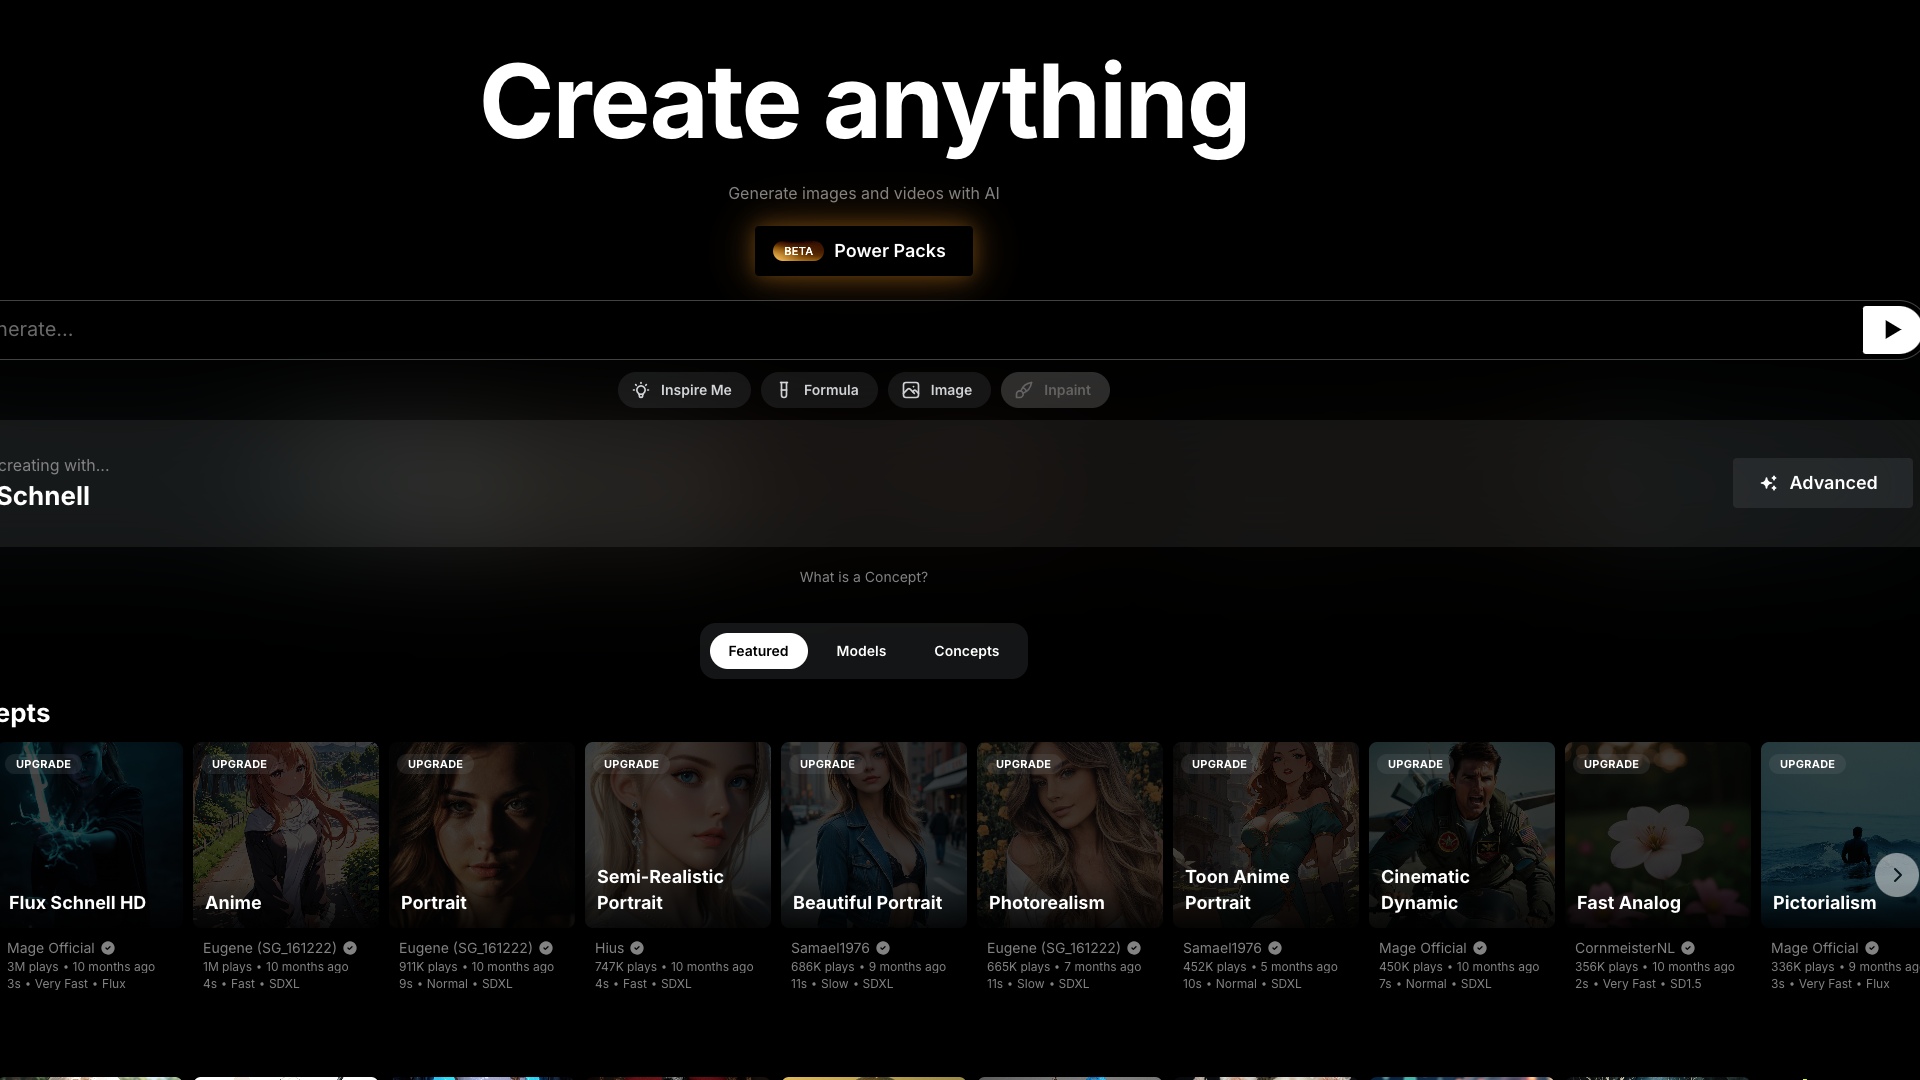 Create anything
Generate images and videos with AI
BETA Power Packs
nerate...
Inspire Me Formula Image Inpaint
creating with...
Schnell
Advanced
What is a Concept?
Featured Models Concepts
epts
UPGRADE
Flux Schnell HD
Mage Official
3M plays • 10 months ago
3s • Very Fast • Flux
UPGRADE
Anime
Eugene (SG_161222)
1M plays • 10 months ago
4s • Fast • SDXL
UPGRADE
Portrait
Eugene (SG_161222)
911K plays • 10 months ago
9s • Normal • SDXL
UPGRADE
Semi-Realistic
Portrait
Hius
747K plays • 10 months ago
4s • Fast • SDXL
UPGRADE
Beautiful Portrait
Samael1976
686K plays • 9 months ago
11s • Slow • SDXL
UPGRADE
Photorealism
Eugene (SG_161222)
665K plays • 7 months ago
11s • Slow • SDXL
UPGRADE
Toon Anime
Portrait
Samael1976
452K plays • 5 months ago
10s • Normal • SDXL
UPGRADE
Cinematic
Dynamic
Mage Official
450K plays • 10 months ago
7s • Normal • SDXL
UPGRADE
Fast Analog
CornmeisterNL
356K plays • 10 months ago
2s • Very Fast • SD1.5
UPGRADE
Pictorialism
Mage Official
336K plays • 9 months ag
3s • Very Fast • Flux